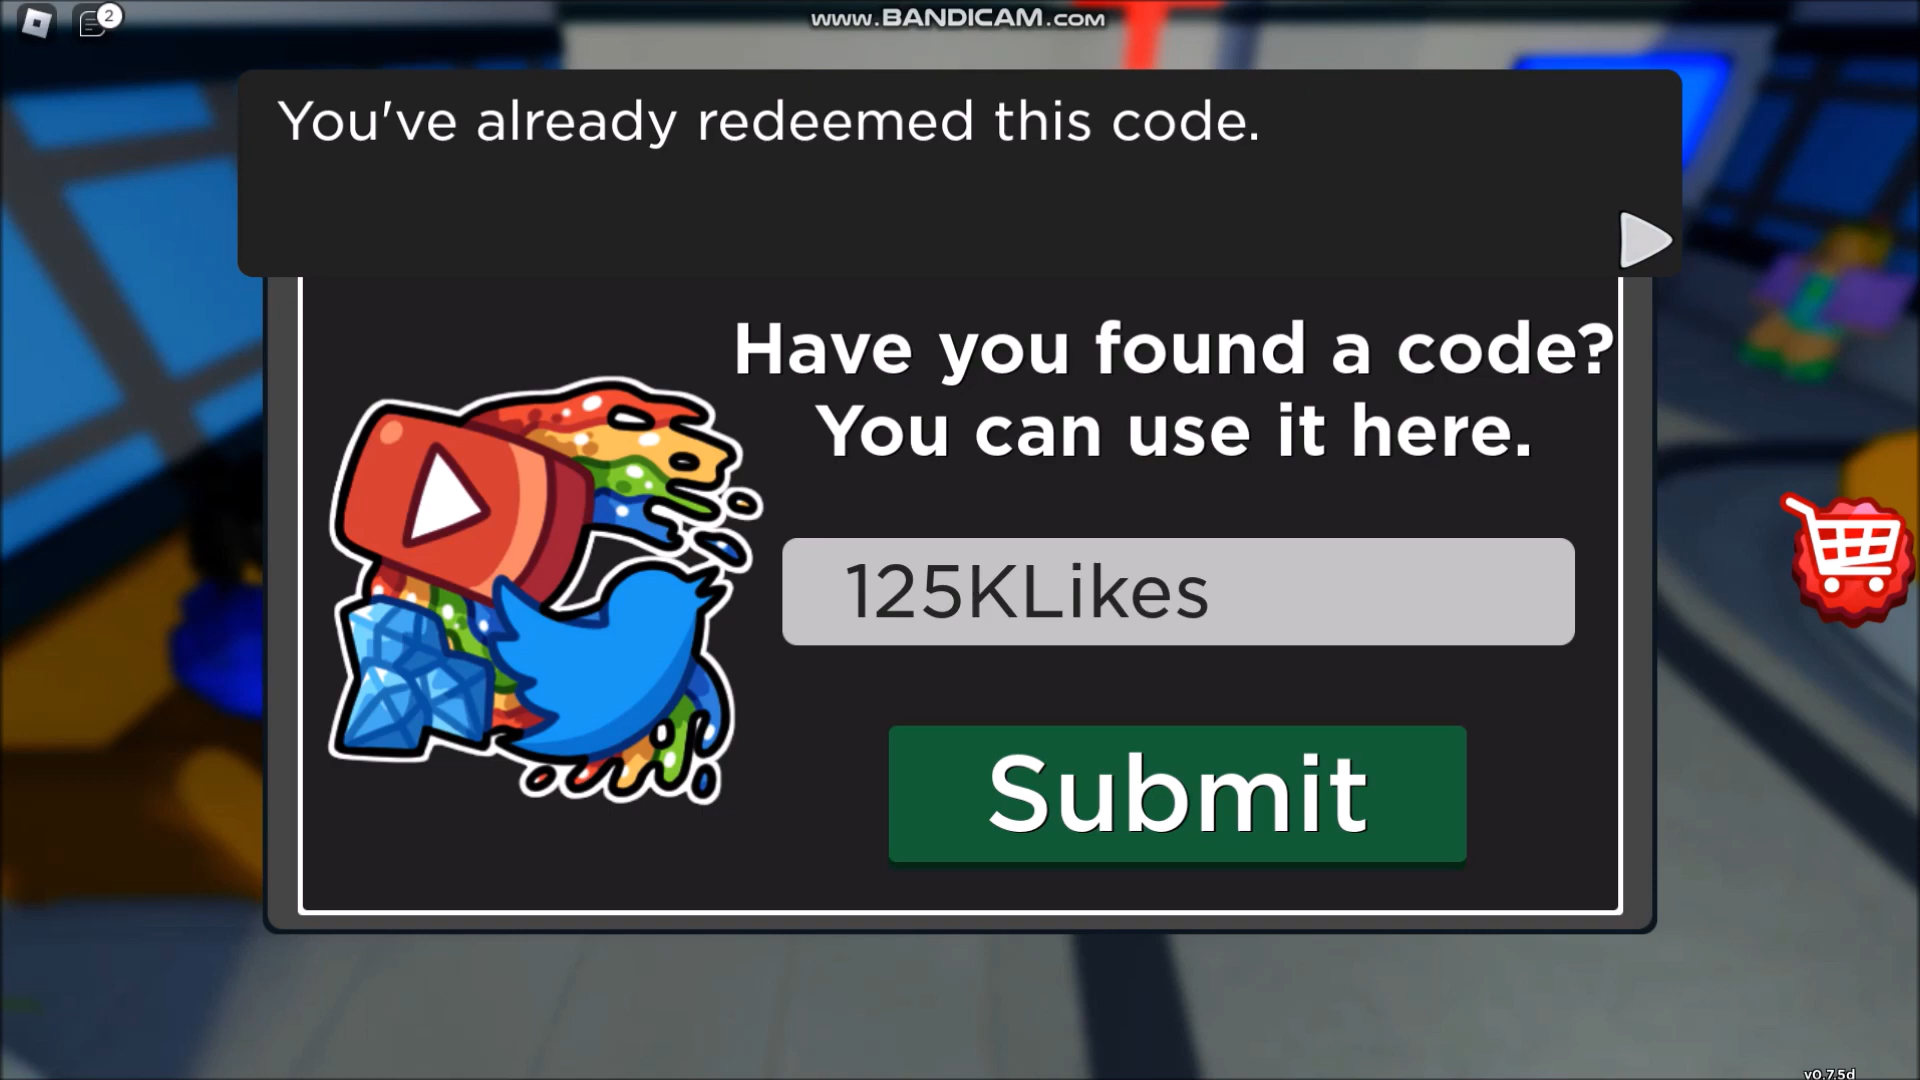 2
www.BANDICAM.com
You've already redeemed this code.
Have you found a code?
You can use it here.
125KLikes
Submit
v0.7.5d